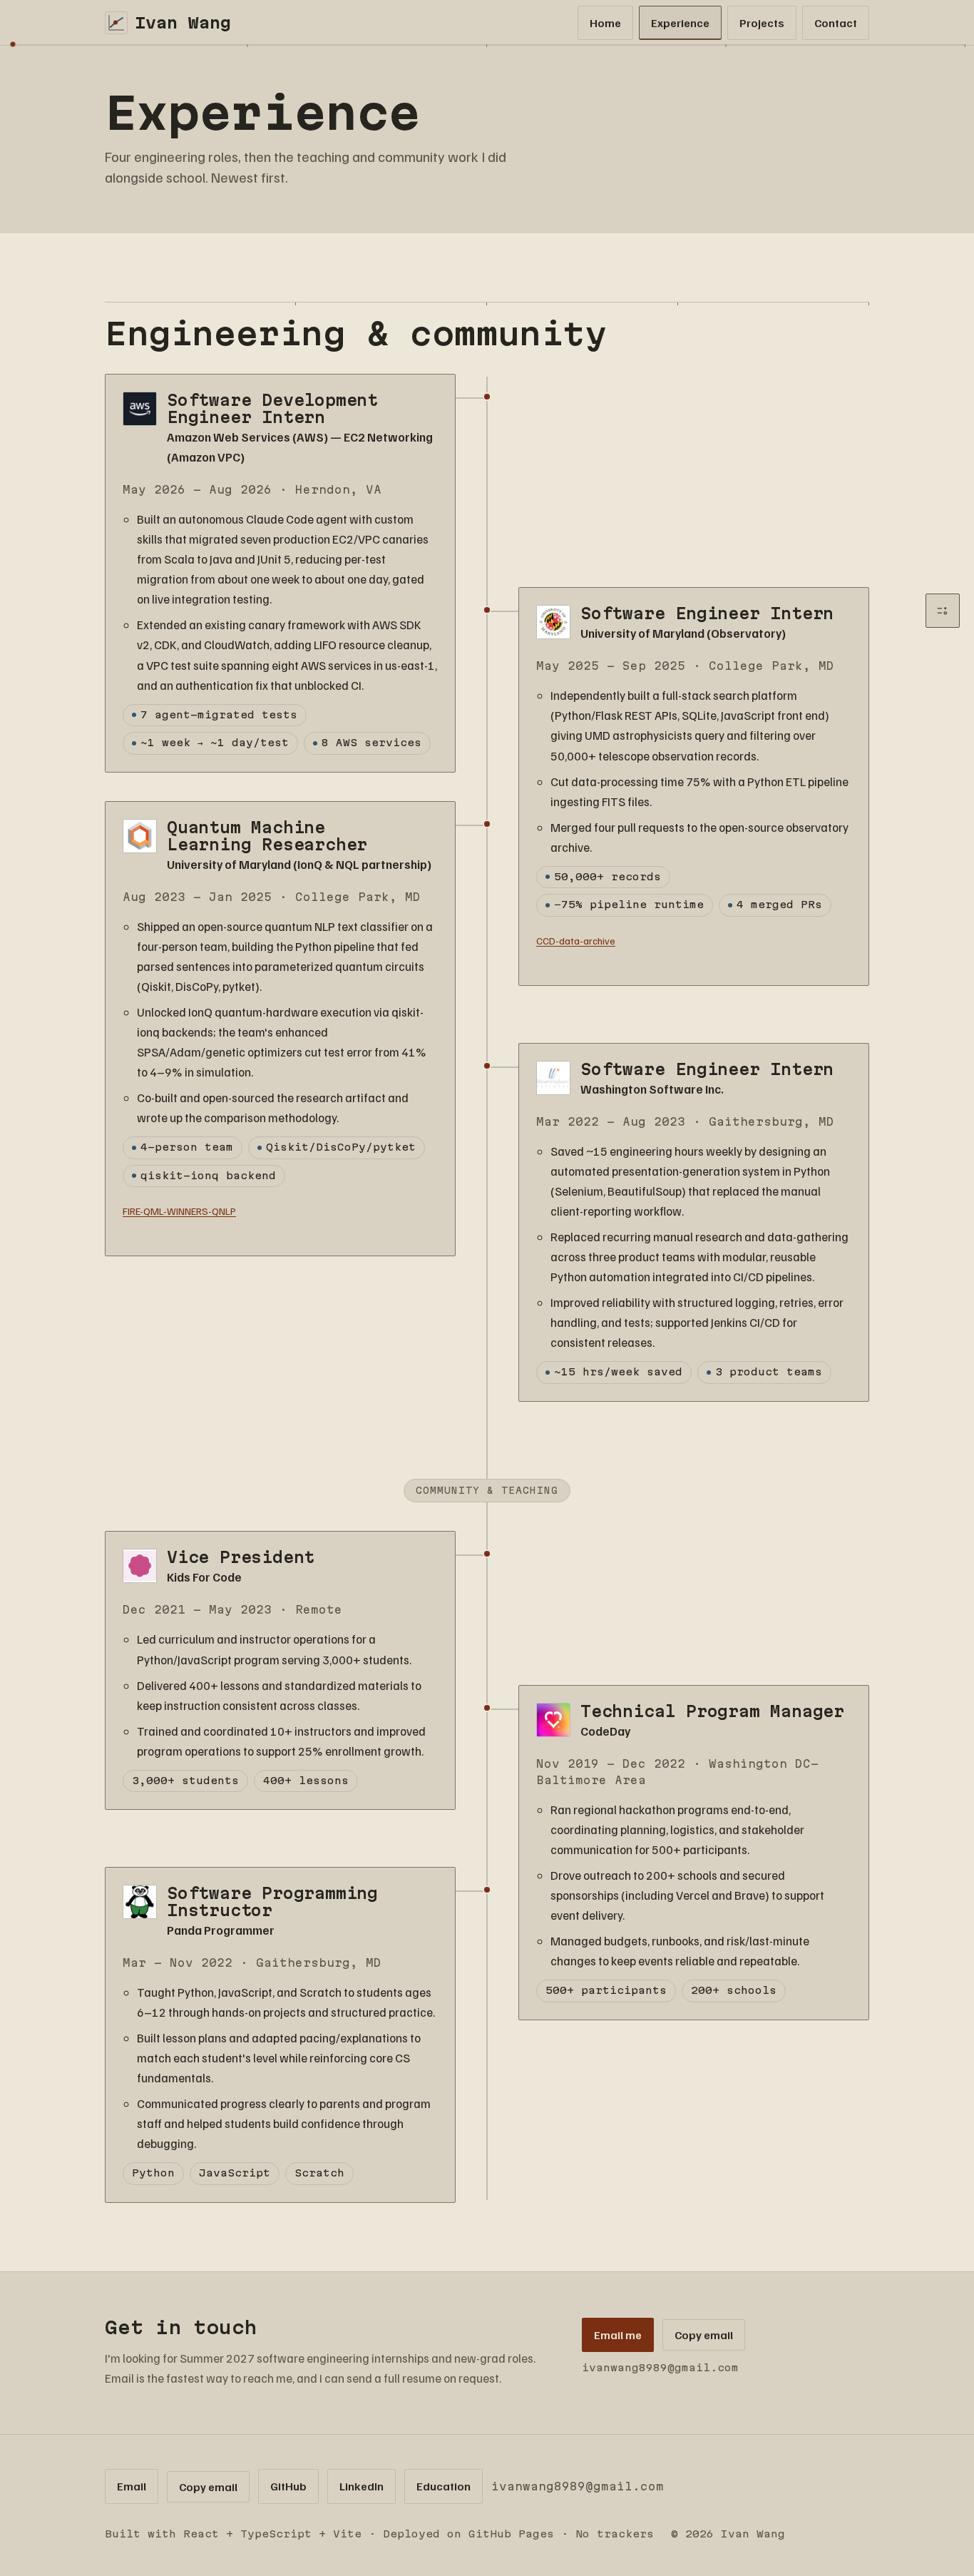 Ivan Wang
Home
Experience
Projects
Contact
Experience
Four engineering roles, then the teaching and community work I did
alongside school. Newest first.
Engineering & community
aws
Software Development
Engineer Intern
Amazon Web Services (AWS) — EC2 Networking
(Amazon VPC)
May 2026 – Aug 2026 · Herndon, VA
Built an autonomous Claude Code agent with custom
skills that migrated seven production EC2/VPC canaries
from Scala to Java and JUnit 5, reducing per-test
migration from about one week to about one day, gated
on live integration testing.
Extended an existing canary framework with AWS SDK
v2, CDK, and CloudWatch, adding LIFO resource cleanup,
a VPC test suite spanning eight AWS services in us-east-1,
and an authentication fix that unblocked CI.
7 agent-migrated tests
~1 week → ~1 day/test
8 AWS services
Software Engineer Intern
University of Maryland (Observatory)
May 2025 – Sep 2025 · College Park, MD
Independently built a full-stack search platform
(Python/Flask REST APIs, SQLite, JavaScript front end)
giving UMD astrophysicists query and filtering over
50,000+ telescope observation records.
Cut data-processing time 75% with a Python ETL pipeline
ingesting FITS files.
Merged four pull requests to the open-source observatory
archive.
50,000+ records
−75% pipeline runtime
4 merged PRs
CCD-data-archive
Quantum Machine
Learning Researcher
University of Maryland (IonQ & NQL partnership)
Aug 2023 – Jan 2025 · College Park, MD
Shipped an open-source quantum NLP text classifier on a
four-person team, building the Python pipeline that fed
parsed sentences into parameterized quantum circuits
(Qiskit, DisCoPy, pytket).
Unlocked IonQ quantum-hardware execution via qiskit-
ionq backends; the team's enhanced
SPSA/Adam/genetic optimizers cut test error from 41%
to 4–9% in simulation.
Co-built and open-sourced the research artifact and
wrote up the comparison methodology.
4-person team
Qiskit/DisCoPy/pytket
qiskit-ionq backend
FIRE-QML-WINNERS-QNLP
Software Engineer Intern
Washington Software Inc.
Mar 2022 – Aug 2023 · Gaithersburg, MD
Saved ~15 engineering hours weekly by designing an
automated presentation-generation system in Python
(Selenium, BeautifulSoup) that replaced the manual
client-reporting workflow.
Replaced recurring manual research and data-gathering
across three product teams with modular, reusable
Python automation integrated into CI/CD pipelines.
Improved reliability with structured logging, retries, error
handling, and tests; supported Jenkins CI/CD for
consistent releases.
~15 hrs/week saved
3 product teams
COMMUNITY & TEACHING
Vice President
Kids For Code
Dec 2021 – May 2023 · Remote
Led curriculum and instructor operations for a
Python/JavaScript program serving 3,000+ students.
Delivered 400+ lessons and standardized materials to
keep instruction consistent across classes.
Trained and coordinated 10+ instructors and improved
program operations to support 25% enrollment growth.
3,000+ students
400+ lessons
Technical Program Manager
CodeDay
Nov 2019 – Dec 2022 · Washington DC–
Baltimore Area
Ran regional hackathon programs end-to-end,
coordinating planning, logistics, and stakeholder
communication for 500+ participants.
Drove outreach to 200+ schools and secured
sponsorships (including Vercel and Brave) to support
event delivery.
Managed budgets, runbooks, and risk/last-minute
changes to keep events reliable and repeatable.
500+ participants
200+ schools
Software Programming
Instructor
Panda Programmer
Mar – Nov 2022 · Gaithersburg, MD
Taught Python, JavaScript, and Scratch to students ages
6–12 through hands-on projects and structured practice.
Built lesson plans and adapted pacing/explanations to
match each student's level while reinforcing core CS
fundamentals.
Communicated progress clearly to parents and program
staff and helped students build confidence through
debugging.
Python
JavaScript
Scratch
Get in touch
I'm looking for Summer 2027 software engineering internships and new-grad roles.
Email is the fastest way to reach me, and I can send a full resume on request.
Email me
Copy email
ivanwang8989@gmail.com
Email
Copy email
GitHub
LinkedIn
Education
ivanwang8989@gmail.com
Built with React + TypeScript + Vite · Deployed on GitHub Pages · No trackers
© 2026 Ivan Wang